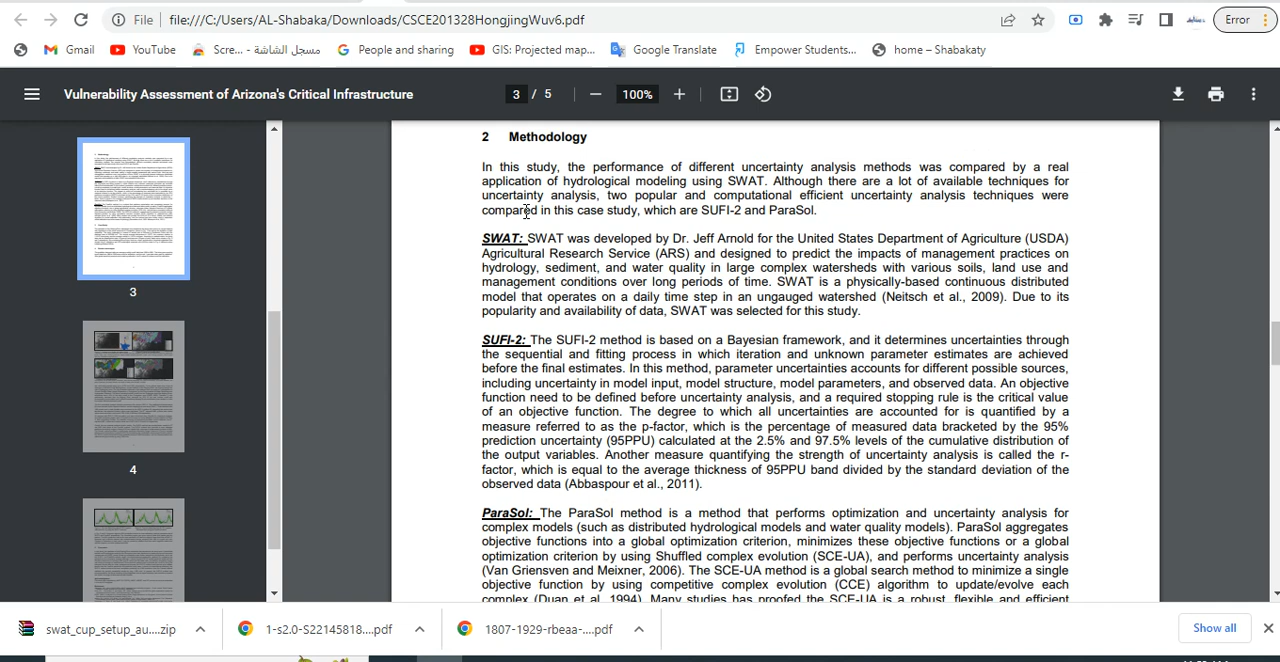 File file:///C:/Users/AL-Shabaka/Downloads/CSCE201328HongjingWuv6.pdf Error
Gmail YouTube Scre... - مسجل الشاشة People and sharing GIS: Projected map... Google Translate Empower Students... home – Shabakaty
Vulnerability Assessment of Arizona's Critical Infrastructure 3 / 5 100%
2 Methodology
In this study, the performance of different uncertainty analysis methods was compared by a real
application of hydrological modeling using SWAT. Although there are a lot of available techniques for
uncertainty analysis, two popular and computational efficient uncertainty analysis techniques were
compared in this case study, which are SUFI-2 and ParaSol.
SWAT: SWAT was developed by Dr. Jeff Arnold for the United States Department of Agriculture (USDA)
Agricultural Research Service (ARS) and designed to predict the impacts of management practices on
hydrology, sediment, and water quality in large complex watersheds with various soils, land use and
management conditions over long periods of time. SWAT is a physically-based continuous distributed
model that operates on a daily time step in an ungauged watershed (Neitsch et al., 2009). Due to its
popularity and availability of data, SWAT was selected for this study.
SUFI-2: The SUFI-2 method is based on a Bayesian framework, and it determines uncertainties through
the sequential and fitting process in which iteration and unknown parameter estimates are achieved
before the final estimates. In this method, parameter uncertainties accounts for different possible sources,
including uncertainty in model input, model structure, model parameters, and observed data. An objective
function need to be defined before uncertainty analysis, and a required stopping rule is the critical value
of an objective function. The degree to which all uncertainties are accounted for is quantified by a
measure referred to as the p-factor, which is the percentage of measured data bracketed by the 95%
prediction uncertainty (95PPU) calculated at the 2.5% and 97.5% levels of the cumulative distribution of
the output variables. Another measure quantifying the strength of uncertainty analysis is called the r-
factor, which is equal to the average thickness of 95PPU band divided by the standard deviation of the
observed data (Abbaspour et al., 2011).
ParaSol: The ParaSol method is a method that performs optimization and uncertainty analysis for
complex models (such as distributed hydrological models and water quality models). ParaSol aggregates
objective functions into a global optimization criterion, minimizes these objective functions or a global
optimization criterion by using Shuffled complex evolution (SCE-UA), and performs uncertainty analysis
(Van Griensven and Meixner, 2006). The SCE-UA method is a global search method to minimize a single
objective function by using competitive complex evolution (CCE) algorithm to update/evolve each
complex (Duan et al. 1994). Many studies has proofed the SCE-UA is a robust, flexible and efficient
3
4
swat_cup_setup_au....zip 1-s2.0-S22145818....pdf 1807-1929-rbeaa-....pdf Show all